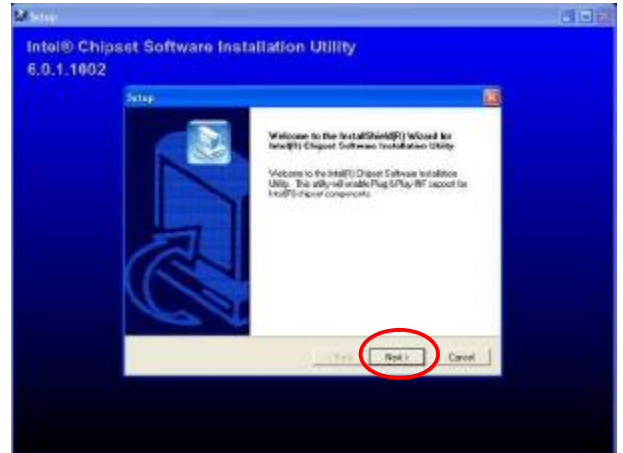 Setup
Intel® Chipset Software Installation Utility
6.0.1.1002
Setup
Welcome to the InstallShield(R) Wizard for
Intel(R) Chipset Software Installation Utility
Welcome to the Intel(R) Chipset Software Installation
Utility. This utility will enable Plug & Play INF support for
Intel(R) chipset components.
< Back
Next >
Cancel